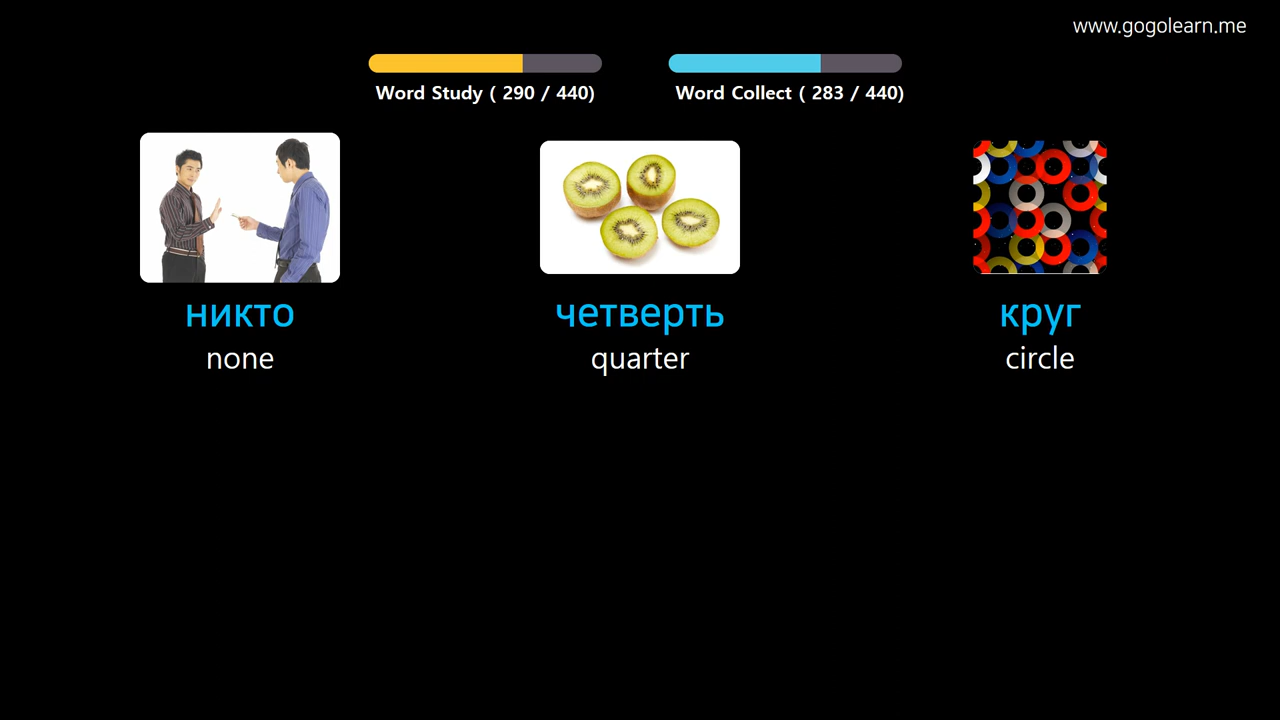 www.gogolearn.me
Word Study ( 290 / 440)
Word Collect ( 283 / 440)
никто
четверть
круг
none
quarter
circle